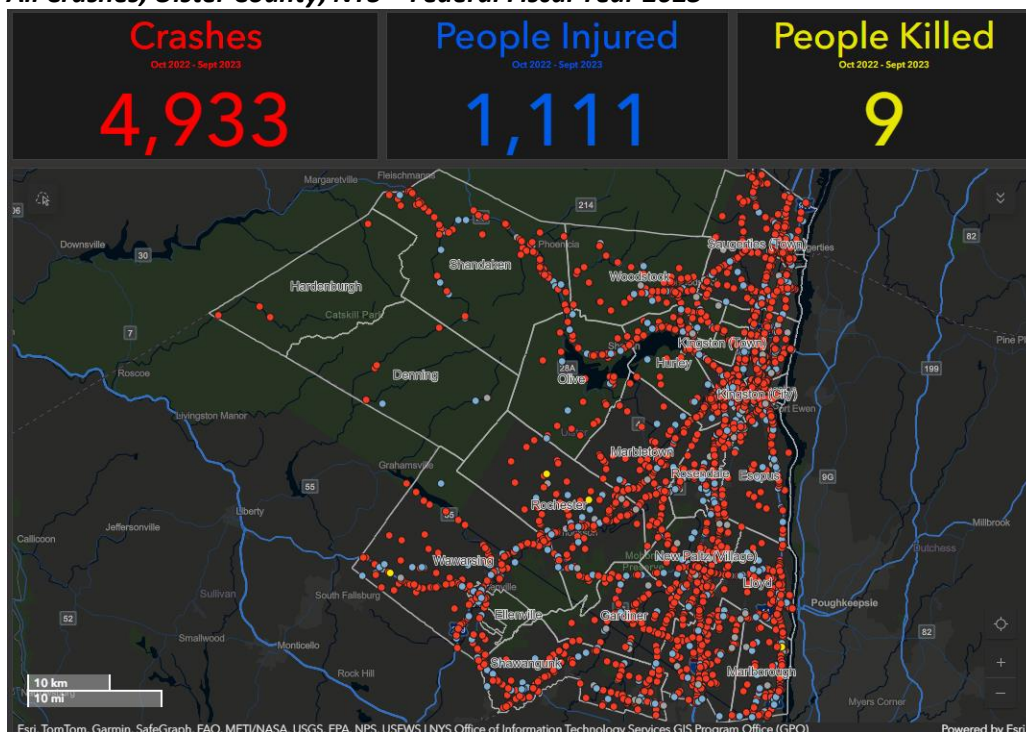 All Crashes, Ulster County, NYS – Federal Fiscal Year 2023
Crashes
Oct 2022 - Sept 2023
4,933
People Injured
Oct 2022 - Sept 2023
1,111
People Killed
Oct 2022 - Sept 2023
9
Margaretville
Fleischmanns
214
Downsville
30
Phoenicia
Saugerties (Town)
82
Shandaken
Woodstock
Hardenburgh
Catskill Park
7
Kingston (Town)
Pine Pl
Roscoe
Hurley
28A
Olive
199
Denning
Kingston (City)
Port Ewen
Livingston Manor
Ulster
Marbletown
Grahamsville
Rosendale
Esopus
9G
55
Rochester
Liberty
55
Jeffersonville
Millbrook
Callicoon
Wawarsing
New Paltz (Village)
Dutchess
Preserve
Lloyd
Sullivan
South Fallsburg
Poughkeepsie
52
Ellenville
Gardiner
Smallwood
Monticello
82
Shawangunk
Marlborough
Rock Hill
10 km
10 mi
Myers Corner
Esri, TomTom, Garmin, SafeGraph, FAO, METI/NASA, USGS, EPA, NPS, USFWS | NYS Office of Information Technology Services GIS Program Office (GPO)
Powered by Esri